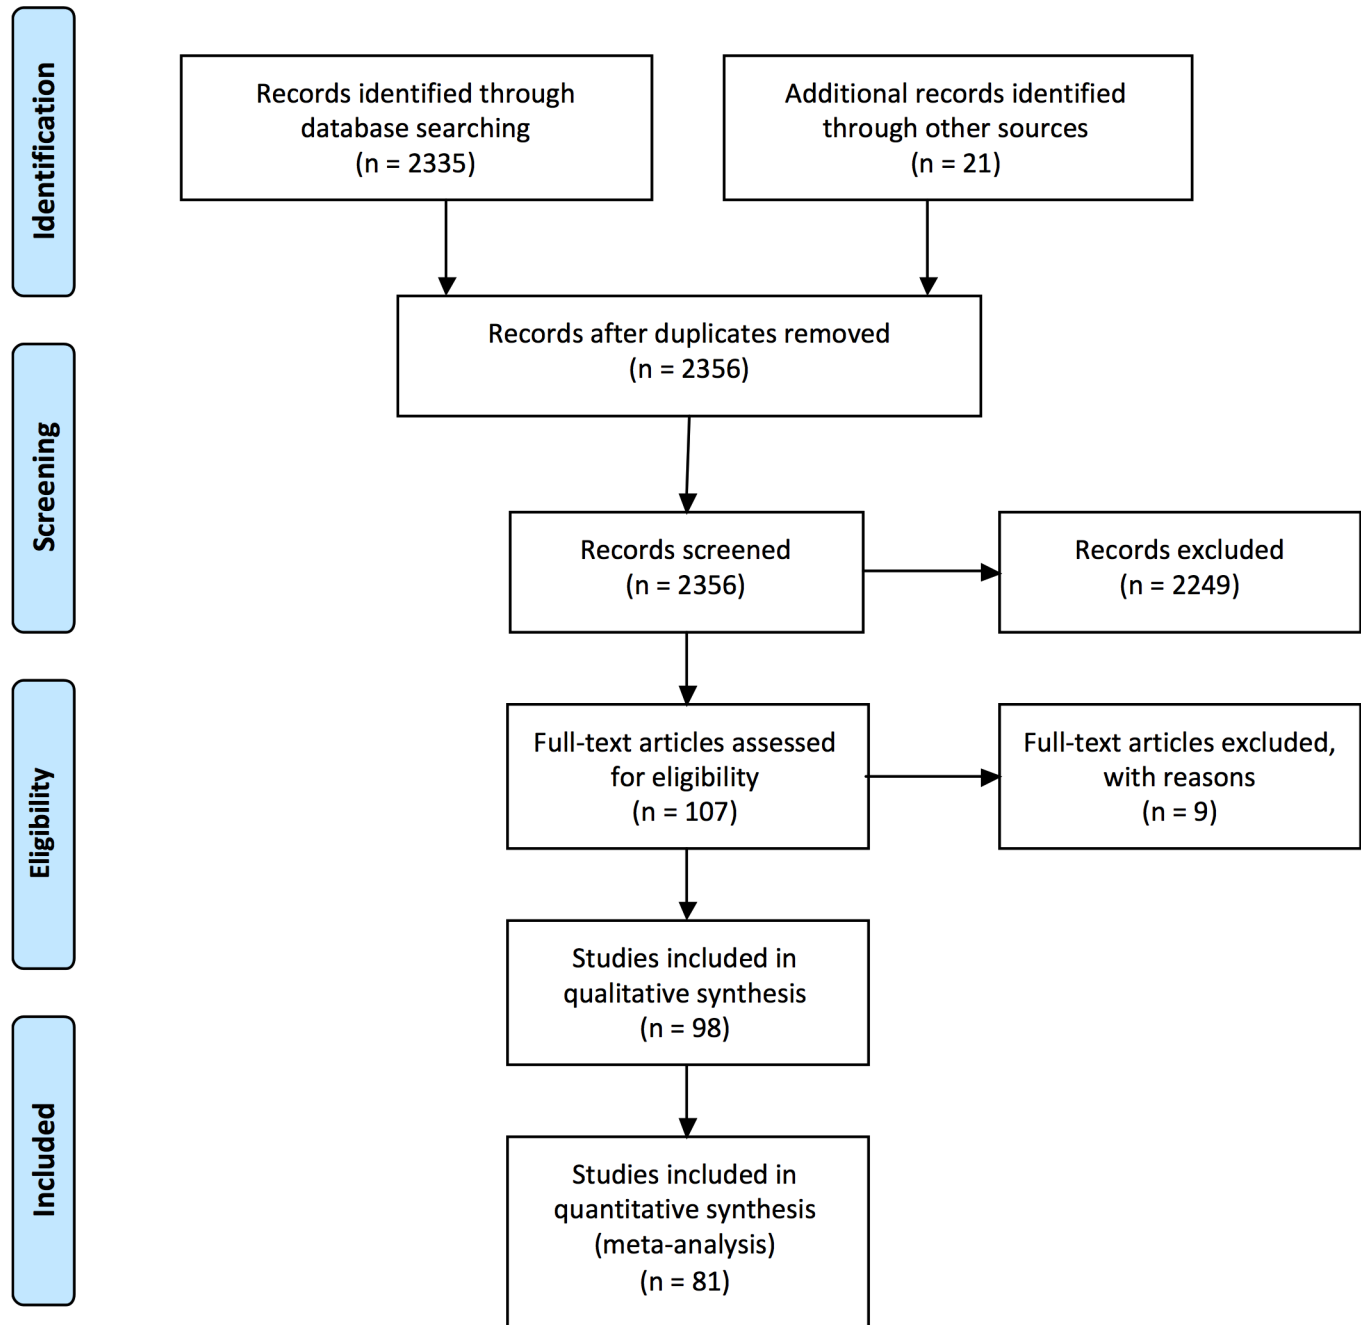 Identification
Records identified through
database searching
(n = 2335)
Additional records identified
through other sources
(n = 21)
Records after duplicates removed
(n = 2356)
Screening
Records screened
(n = 2356)
Records excluded
(n = 2249)
Eligibility
Full-text articles assessed
for eligibility
(n = 107)
Full-text articles excluded,
with reasons
(n = 9)
Studies included in
qualitative synthesis
(n = 98)
Included
Studies included in
quantitative synthesis
(meta-analysis)
(n = 81)